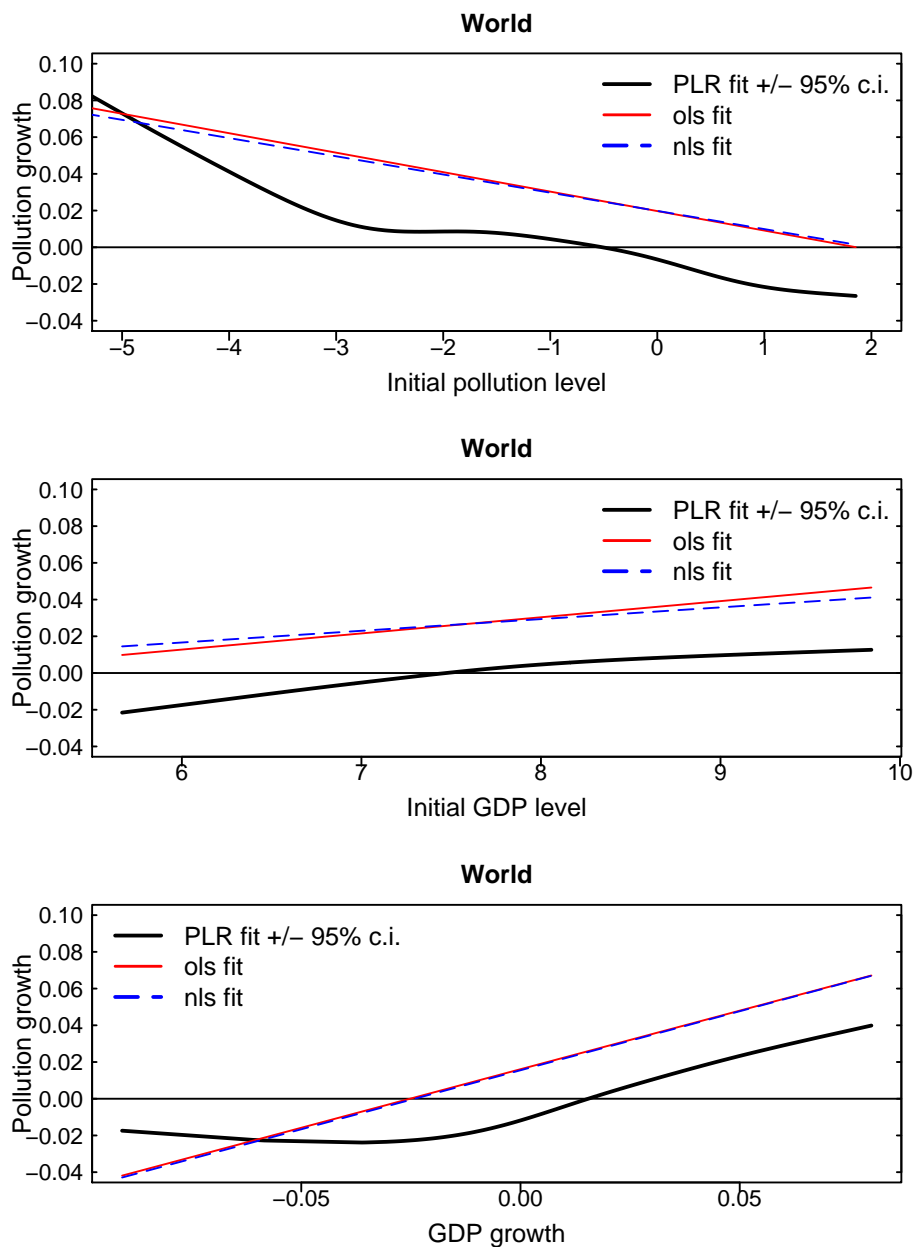 World
0.10
0.08
0.06
0.04
0.02
0.00
−0.02
−0.04
Pollution growth
PLR fit +/− 95% c.i.
ols fit
nls fit
−5 −4 −3 −2 −1 0 1 2
Initial pollution level
World
0.10
0.08
0.06
0.04
0.02
0.00
−0.02
−0.04
Pollution growth
PLR fit +/− 95% c.i.
ols fit
nls fit
6 7 8 9 10
Initial GDP level
World
0.10
0.08
0.06
0.04
0.02
0.00
−0.02
−0.04
Pollution growth
PLR fit +/− 95% c.i.
ols fit
nls fit
−0.05 0.00 0.05
GDP growth